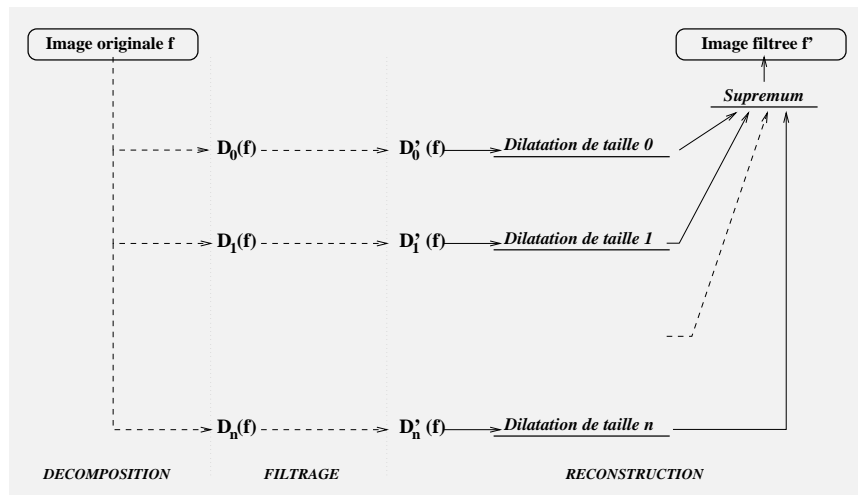 Image originale f
Image filtree f'
Supremum
D0(f) D'0 (f) Dilatation de taille 0
D1(f) D'1 (f) Dilatation de taille 1
Dn(f) D'n (f) Dilatation de taille n
DECOMPOSITION FILTRAGE RECONSTRUCTION